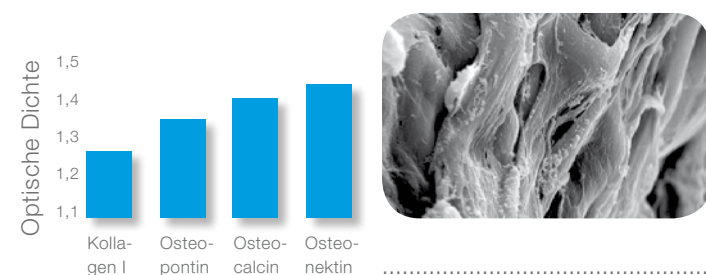 Optische Dichte
1,5
1,4
1,3
1,2
1,1
Kolla-
gen I
Osteo-
pontin
Osteo-
calcin
Osteo-
nektin